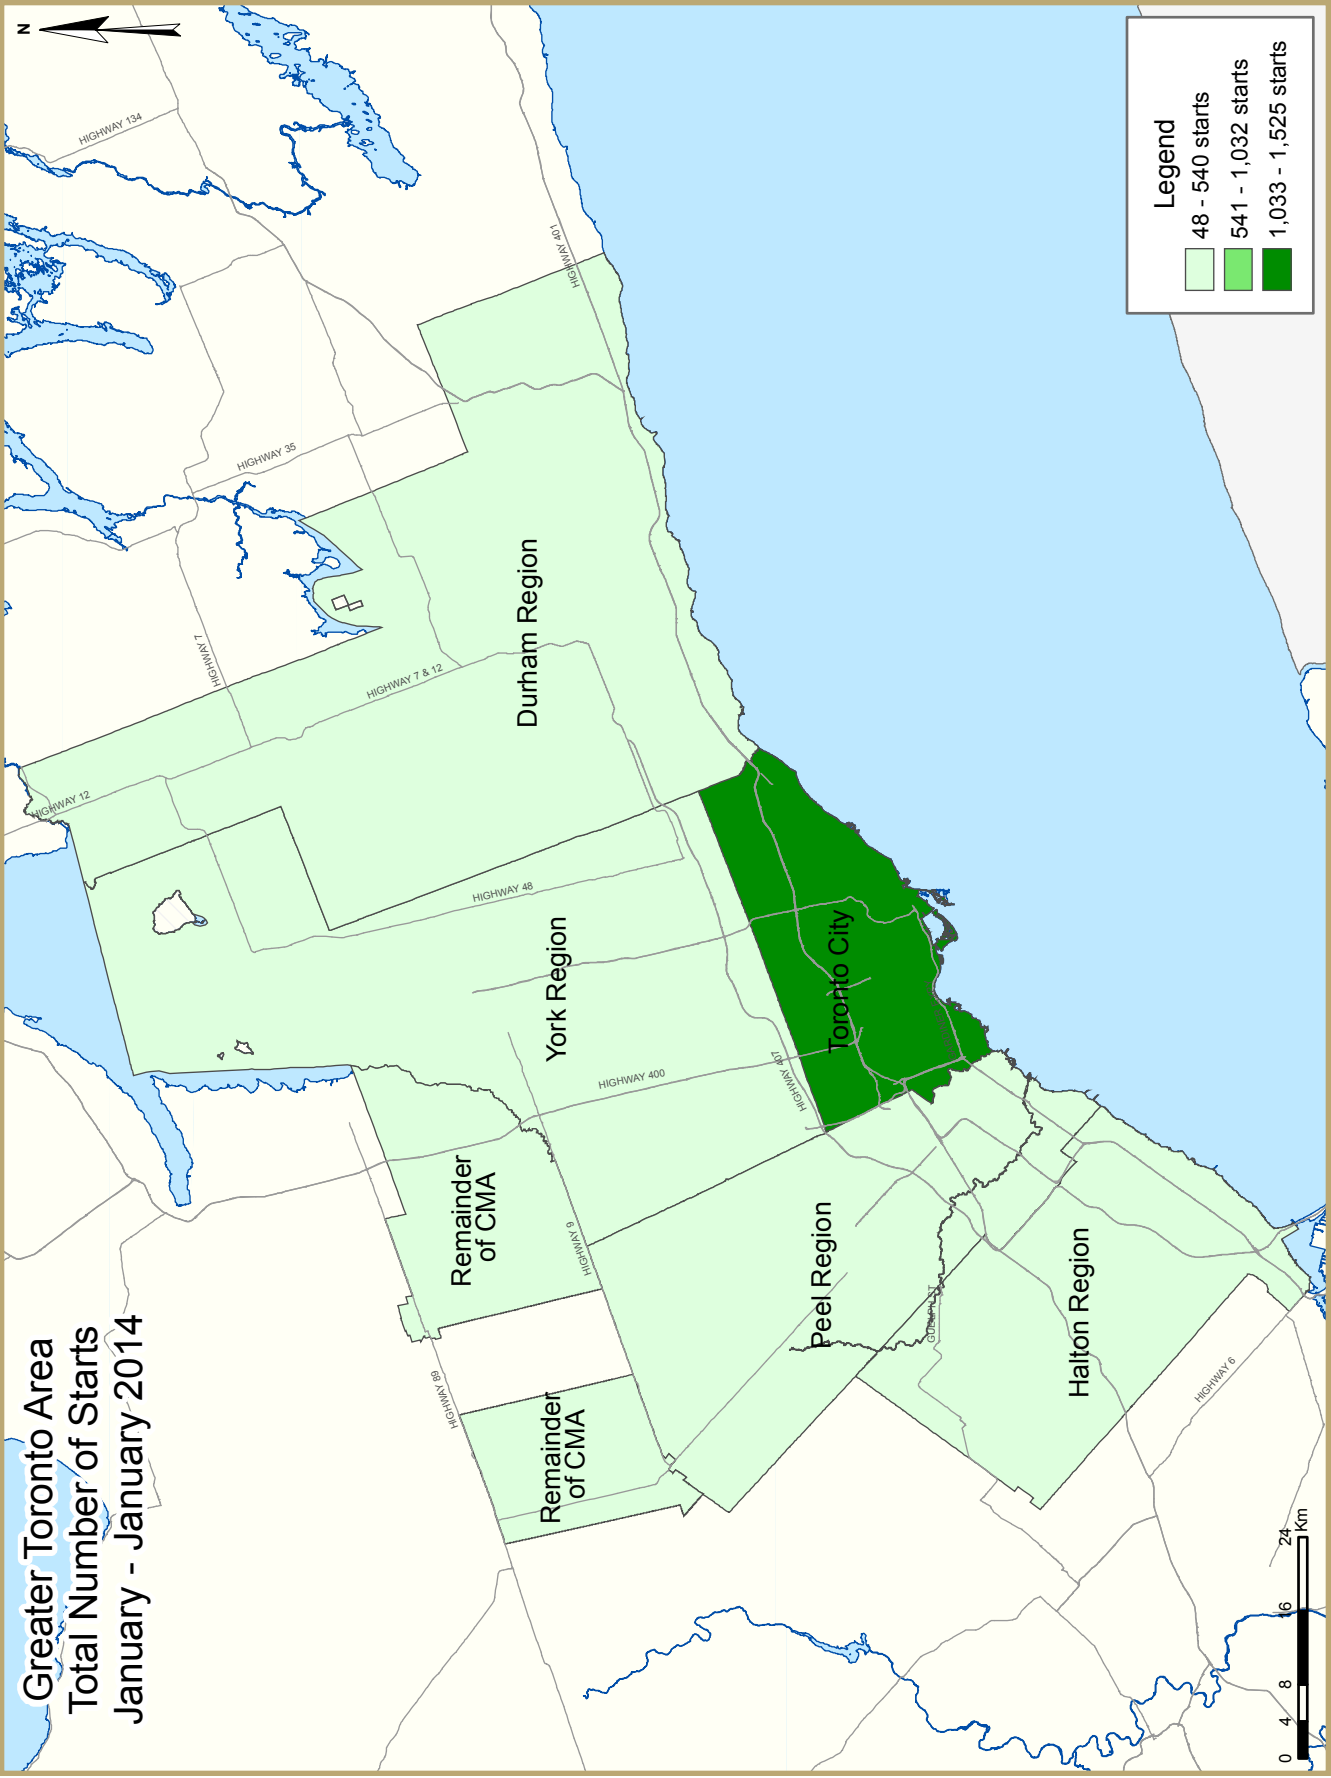 Greater Toronto Area
Total Number of Starts
January - January 2014
N
HIGHWAY 12
HIGHWAY 7
HIGHWAY 7 & 12
HIGHWAY 35
HIGHWAY 134
HIGHWAY 401
HIGHWAY 48
HIGHWAY 400
HIGHWAY 407
HIGHWAY 89
HIGHWAY 9
HIGHWAY 6
GUELPH ST
Durham Region
York Region
Toronto City
Remainder
of CMA
Remainder
of CMA
Peel Region
Halton Region
Legend
48 - 540 starts
541 - 1,032 starts
1,033 - 1,525 starts
0 4 8 16 24
Km